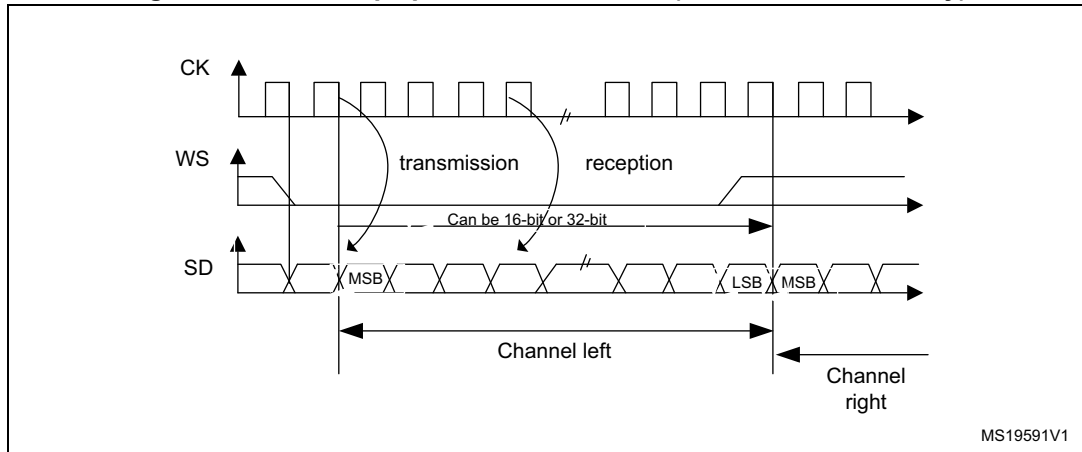 CK
WS
transmission
reception
Can be 16-bit or 32-bit
SD
MSB
LSB
MSB
Channel left
Channel
right
MS19591V1